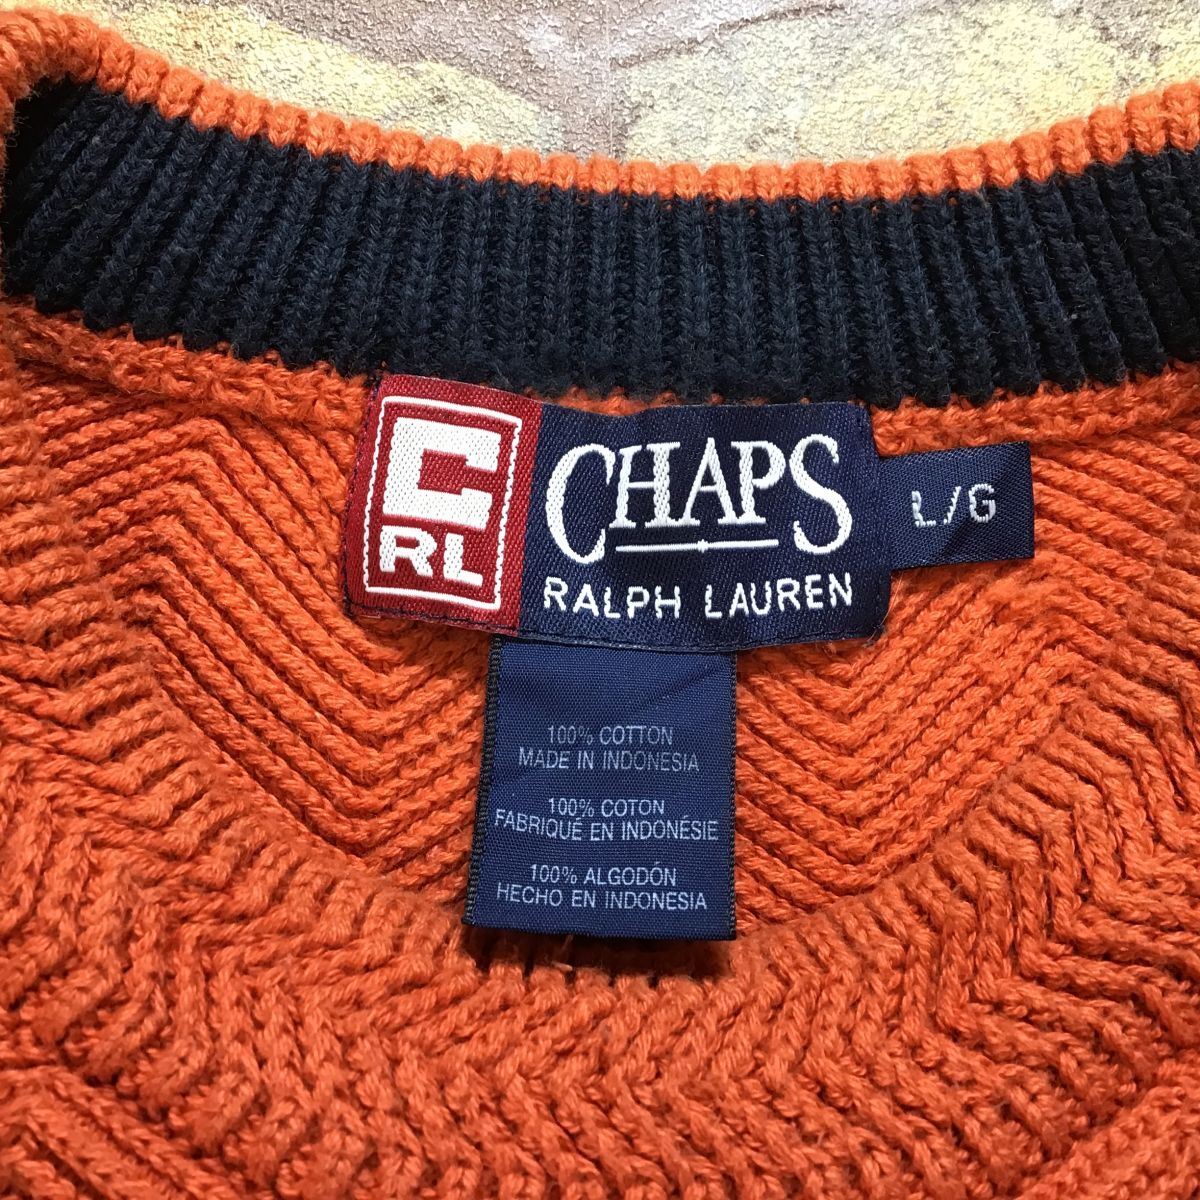 C
RL
CHAPS
RALPH LAUREN
L/G
100% COTTON
MADE IN INDONESIA
100% COTON
FABRIQUÉ EN INDONÉSIE
100% ALGODÓN
HECHO EN INDONESIA